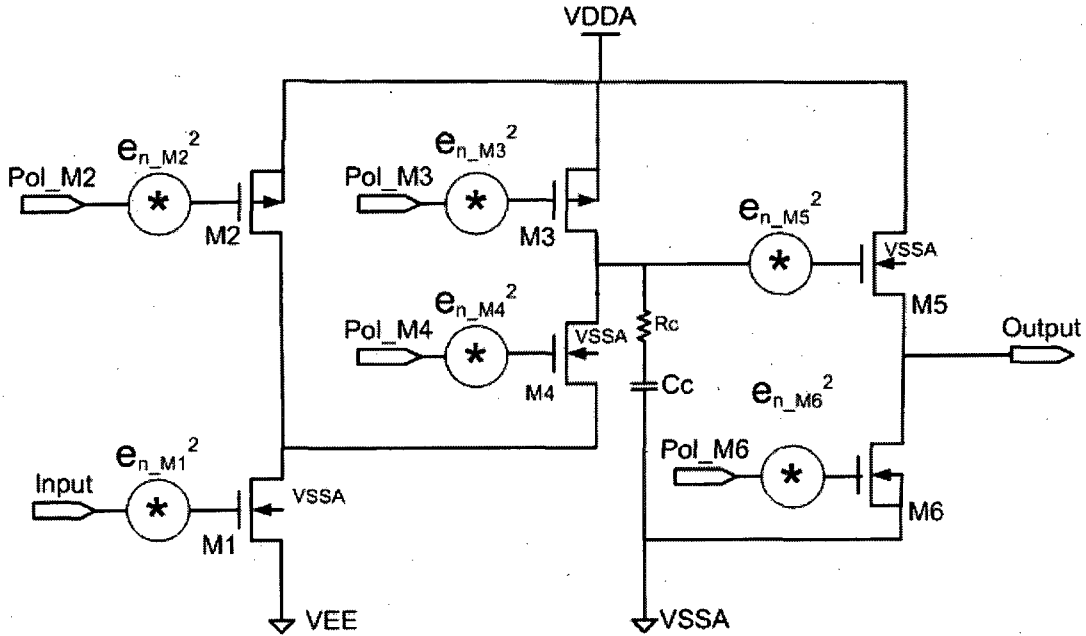 VDDA
e_n_M2^2
Pol_M2
*
M2
e_n_M3^2
Pol_M3
*
M3
e_n_M5^2
*
VSSA
M5
e_n_M4^2
Pol_M4
*
VSSA
M4
Rc
Cc
Output
e_n_M6^2
Pol_M6
*
M6
e_n_M1^2
Input
*
VSSA
M1
VEE
VSSA